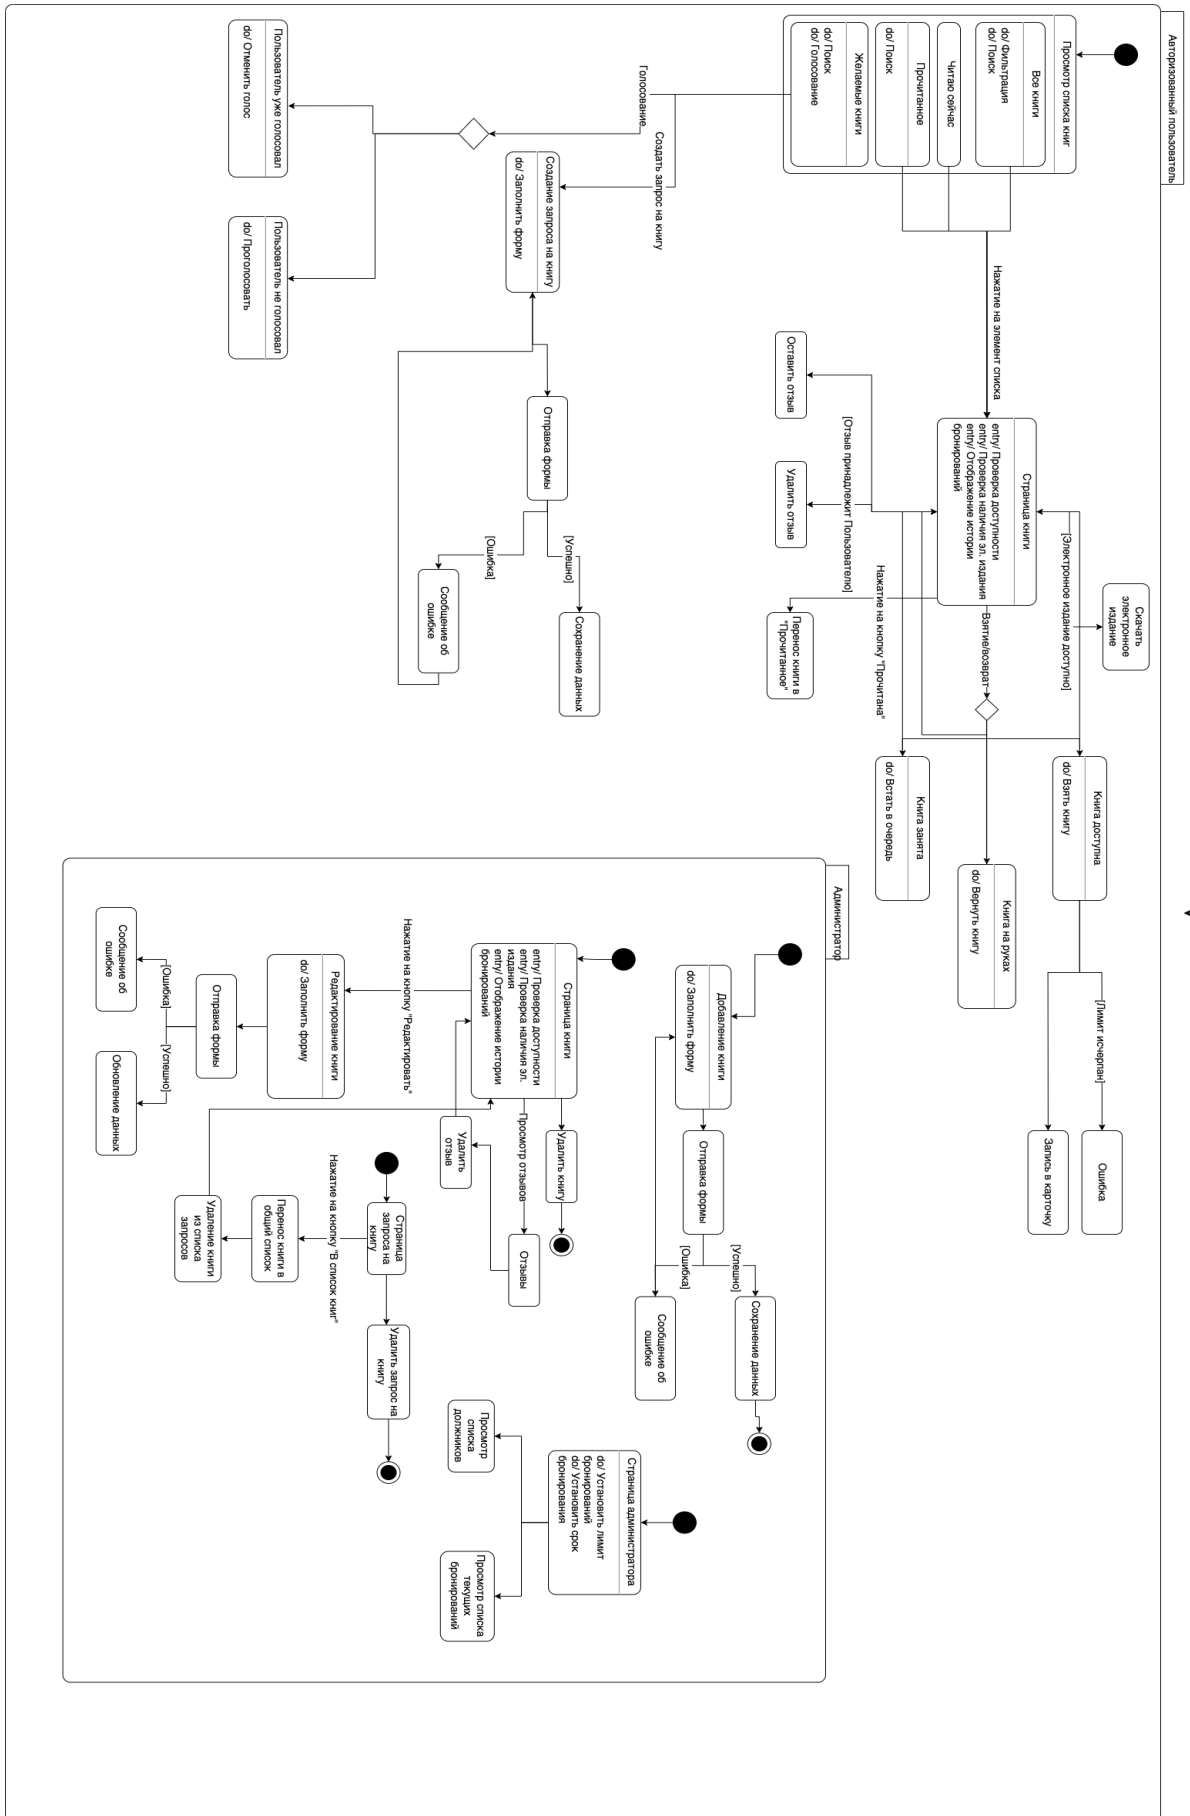 Авторизованный пользователь
Просмотр списка книг
Все книги
do/ Фильтрация
do/ Поиск
Читаю сейчас
Прочитанное
do/ Поиск
Желаемые книги
do/ Поиск
do/ Голосование
Голосование
Создать запрос на книгу
Пользователь уже голосовал
do/ Отменить голос
Пользователь не голосовал
do/ Проголосовать
Создание запроса на книгу
do/ Заполнить форму
Отправка формы
[Успешно]
[Ошибка]
Сохранение данных
Сообщение об
ошибке
Нажатие на элемент списка
Страница книги
entry/ Проверка доступности
entry/ Проверка наличия эл. издания
entry/ Отображение истории
бронирований
Оставить отзыв
[Отзыв принадлежит Пользователю]
Удалить отзыв
Нажатие на кнопку "Прочитана"
Перенос книги в
"Прочитанное"
Взятие/возврат
[Электронное издание доступно]
Скачать
электронное
издание
Книга доступна
do/ Взять книгу
Книга на руках
do/ Вернуть книгу
Книга занята
do/ Встать в очередь
[Лимит исчерпан]
Ошибка
Запись в карточку
Администратор
Добавление книги
do/ Заполнить форму
Отправка формы
[Успешно]
[Ошибка]
Сохранение данных
Сообщение об
ошибке
Страница книги
entry/ Проверка доступности
entry/ Проверка наличия эл.
издания
entry/ Отображение истории
бронирований
Удалить книгу
Просмотр отзывов
Отзывы
Удалить
отзыв
Нажатие на кнопку "Редактировать"
Редактирование книги
do/ Заполнить форму
Отправка формы
[Ошибка]
[Успешно]
Сообщение об
ошибке
Обновление данных
Страница
запроса на
книгу
Нажатие на кнопку "В список книг"
Перенос книги в
общий список
Удаление книги
из списка
запросов
Удалить запрос на
книгу
Страница администратора
do/ Установить лимит
бронирований
do/ Установить срок
бронирования
Просмотр
списка
должников
Просмотр списка
текущих
бронирований